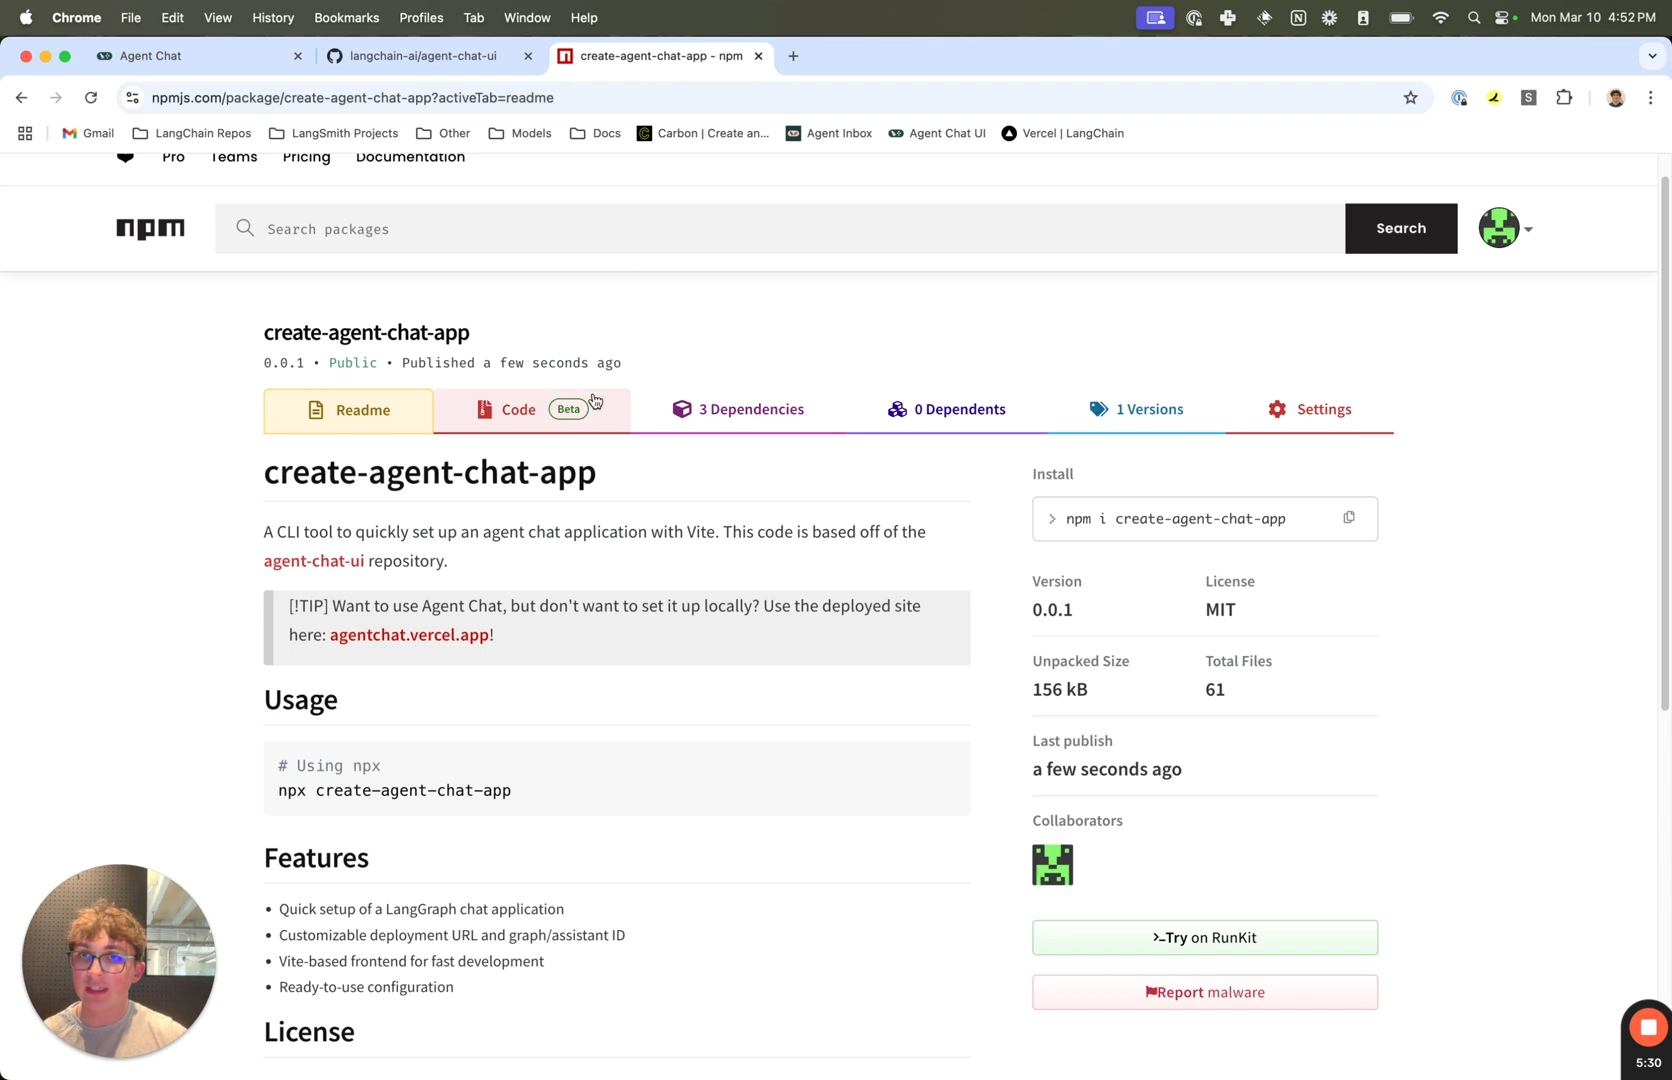 Chrome File Edit View History Bookmarks Profiles Tab Window Help Mon Mar 10 4:52 PM
Agent Chat langchain-ai/agent-chat-ui create-agent-chat-app - npm
npmjs.com/package/create-agent-chat-app?activeTab=readme
Gmail LangChain Repos LangSmith Projects Other Models Docs Carbon | Create an... Agent Inbox Agent Chat UI Vercel | LangChain
Pro Teams Pricing Documentation
npm Search packages Search
create-agent-chat-app
0.0.1 • Public • Published a few seconds ago
Readme Code Beta 3 Dependencies 0 Dependents 1 Versions Settings
create-agent-chat-app
A CLI tool to quickly set up an agent chat application with Vite. This code is based off of the
agent-chat-ui repository.
[!TIP] Want to use Agent Chat, but don't want to set it up locally? Use the deployed site
here: agentchat.vercel.app!
Usage
# Using npx
npx create-agent-chat-app
Features
• Quick setup of a LangGraph chat application
• Customizable deployment URL and graph/assistant ID
• Vite-based frontend for fast development
• Ready-to-use configuration
License
Install
> npm i create-agent-chat-app
Version License
0.0.1 MIT
Unpacked Size Total Files
156 kB 61
Last publish
a few seconds ago
Collaborators
>_Try on RunKit
Report malware
5:30